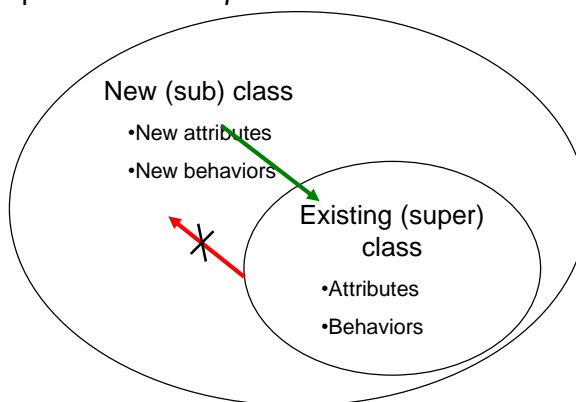 New (sub) class
•New attributes
•New behaviors
Existing (super)
class
•Attributes
•Behaviors